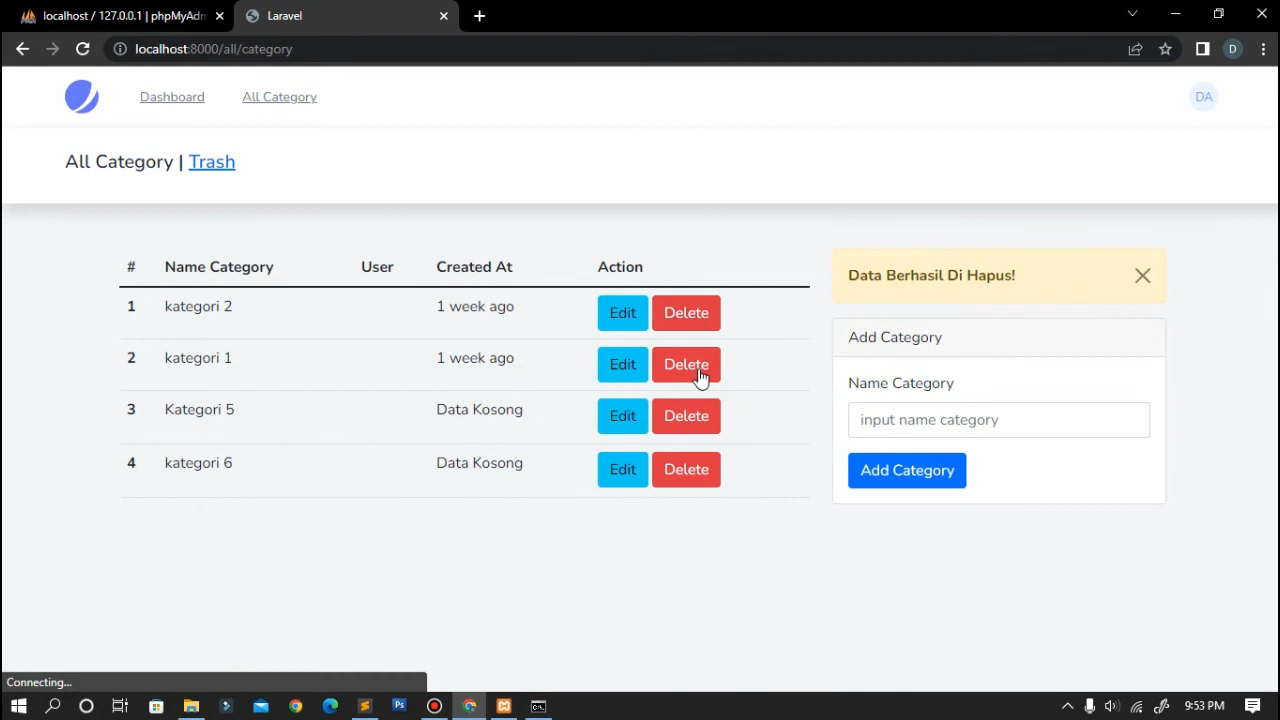 localhost / 127.0.0.1 | phpMyAdm
Laravel
localhost:8000/all/category
D
Dashboard
All Category
DA
All Category | Trash
# Name Category User Created At Action
1 kategori 2 1 week ago Edit Delete
2 kategori 1 1 week ago Edit Delete
3 Kategori 5 Data Kosong Edit Delete
4 kategori 6 Data Kosong Edit Delete
Data Berhasil Di Hapus!
Add Category
Name Category
input name category
Add Category
Connecting...
Ps
9:53 PM